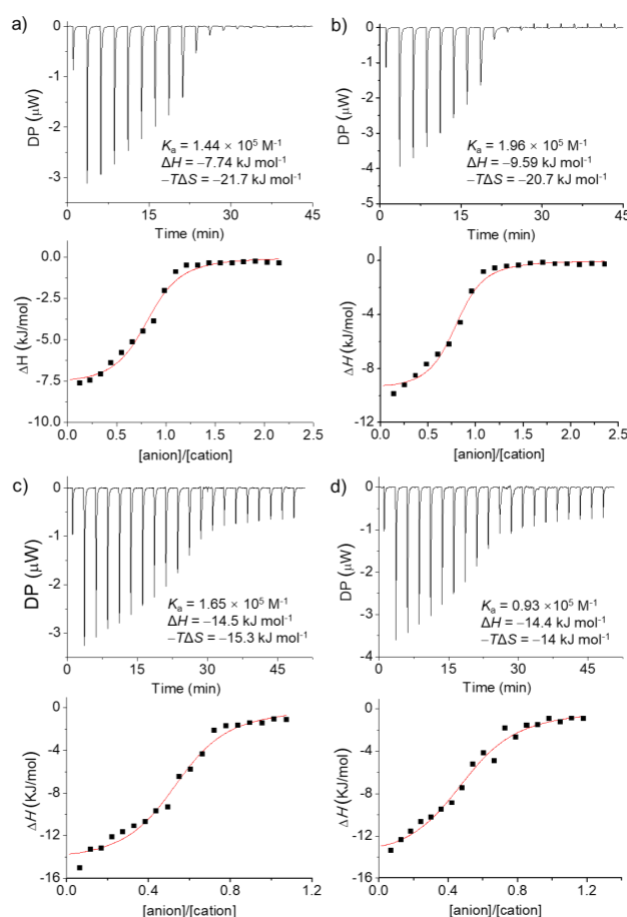 a)
0
-1
-2
-3
DP (μW)
Kₐ = 1.44 × 10⁵ M⁻¹
ΔH = −7.74 kJ mol⁻¹
−TΔS = −21.7 kJ mol⁻¹
0 15 30 45
Time (min)
0.0
-2.5
-5.0
-7.5
-10.0
ΔH (kJ/mol)
0.0 0.5 1.0 1.5 2.0 2.5
[anion]/[cation]
b)
0
-1
-2
-3
-4
-5
DP (μW)
Kₐ = 1.96 × 10⁵ M⁻¹
ΔH = −9.59 kJ mol⁻¹
−TΔS = −20.7 kJ mol⁻¹
0 15 30 45
Time (min)
0
-4
-8
-12
ΔH (kJ/mol)
0.0 0.5 1.0 1.5 2.0 2.5
[anion]/[cation]
c)
0
-1
-2
-3
DP (μW)
Kₐ = 1.65 × 10⁵ M⁻¹
ΔH = −14.5 kJ mol⁻¹
−TΔS = −15.3 kJ mol⁻¹
0 15 30 45
Time (min)
0
-4
-8
-12
-16
ΔH (KJ/mol)
0.0 0.4 0.8 1.2
[anion]/[cation]
d)
0
-1
-2
-3
-4
DP (μW)
Kₐ = 0.93 × 10⁵ M⁻¹
ΔH = −14.4 kJ mol⁻¹
−TΔS = −14 kJ mol⁻¹
0 15 30 45
Time (min)
0
-4
-8
-12
-16
ΔH (KJ/mol)
0.0 0.4 0.8 1.2
[anion]/[cation]